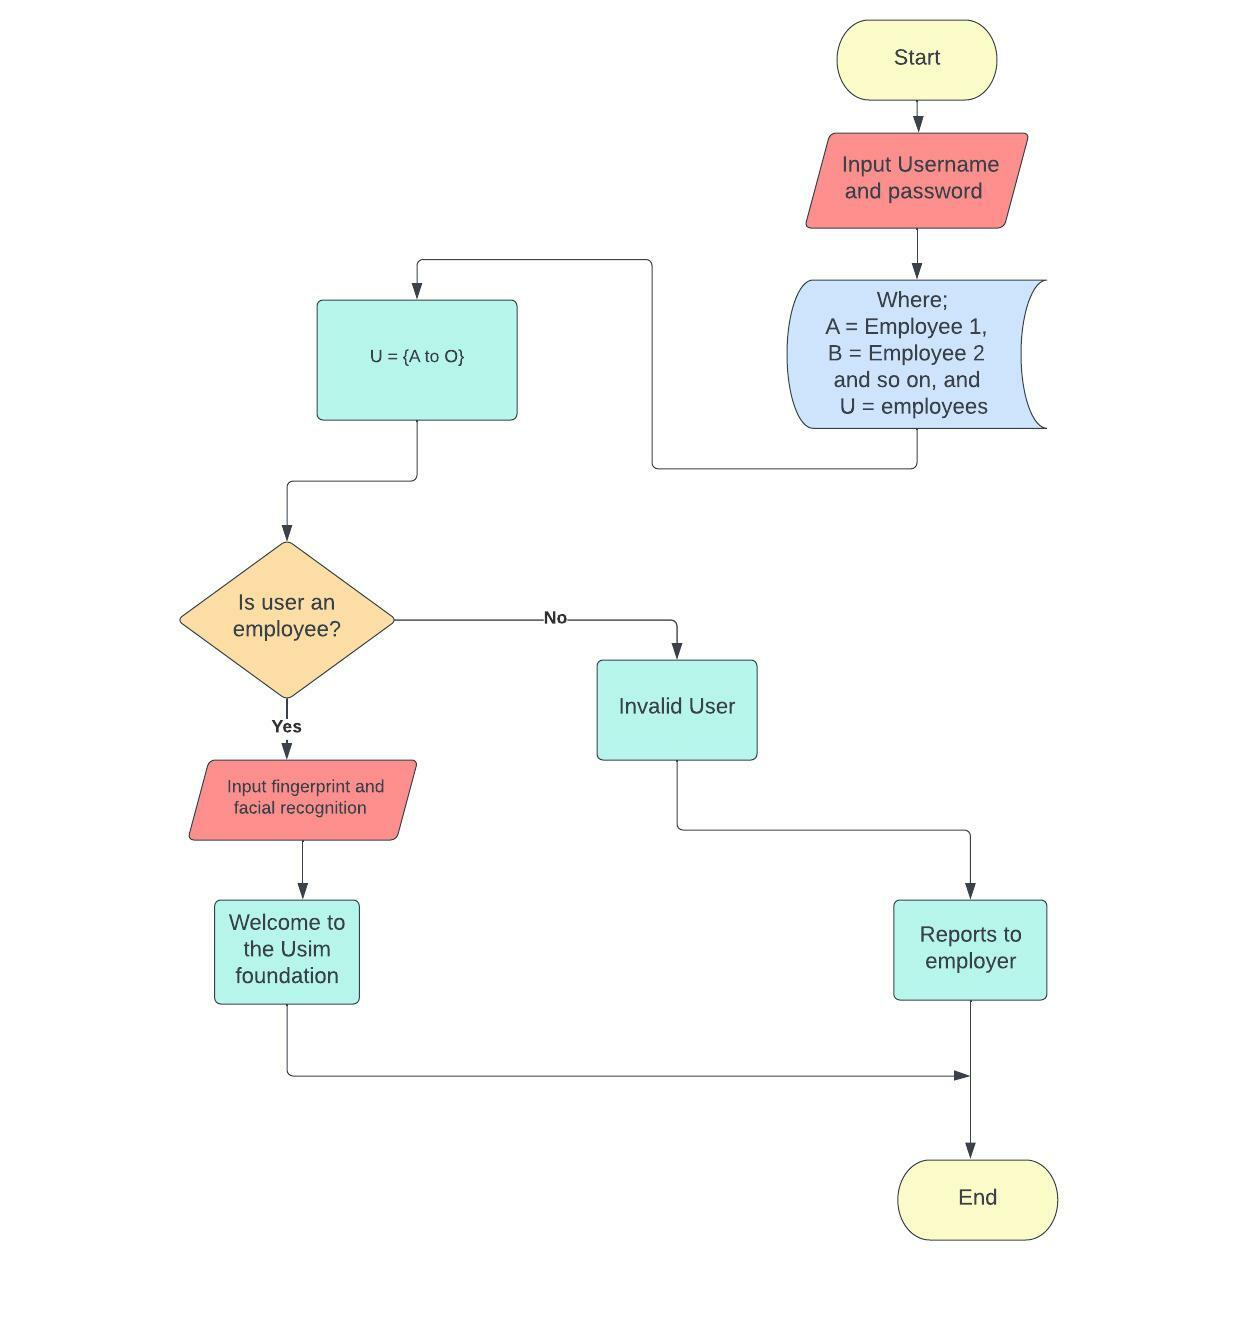 Start
Input Username
and password
Where;
A = Employee 1,
B = Employee 2
and so on, and
U = employees
U = {A to O}
Is user an
employee?
No
Yes
Invalid User
Input fingerprint and
facial recognition
Welcome to
the Usim
foundation
Reports to
employer
End